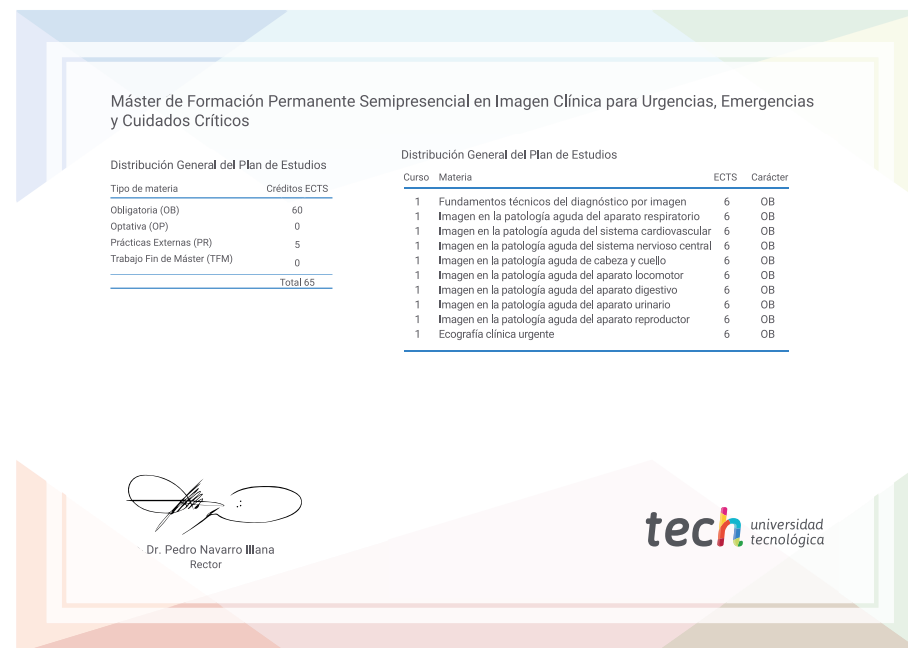 Máster de Formación Permanente Semipresencial en Imagen Clínica para Urgencias, Emergencias
y Cuidados Críticos
Distribución General del Plan de Estudios
Tipo de materia Créditos ECTS
Obligatoria (OB) 60
Optativa (OP) 0
Prácticas Externas (PR) 5
Trabajo Fin de Máster (TFM) 0
Total 65
Distribución General del Plan de Estudios
Curso Materia ECTS Carácter
1 Fundamentos técnicos del diagnóstico por imagen 6 OB
1 Imagen en la patología aguda del aparato respiratorio 6 OB
1 Imagen en la patología aguda del sistema cardiovascular 6 OB
1 Imagen en la patología aguda del sistema nervioso central 6 OB
1 Imagen en la patología aguda de cabeza y cuello 6 OB
1 Imagen en la patología aguda del aparato locomotor 6 OB
1 Imagen en la patología aguda del aparato digestivo 6 OB
1 Imagen en la patología aguda del aparato urinario 6 OB
1 Imagen en la patología aguda del aparato reproductor 6 OB
1 Ecografía clínica urgente 6 OB
Dr. Pedro Navarro Illana
Rector
tech universidad
tecnológica